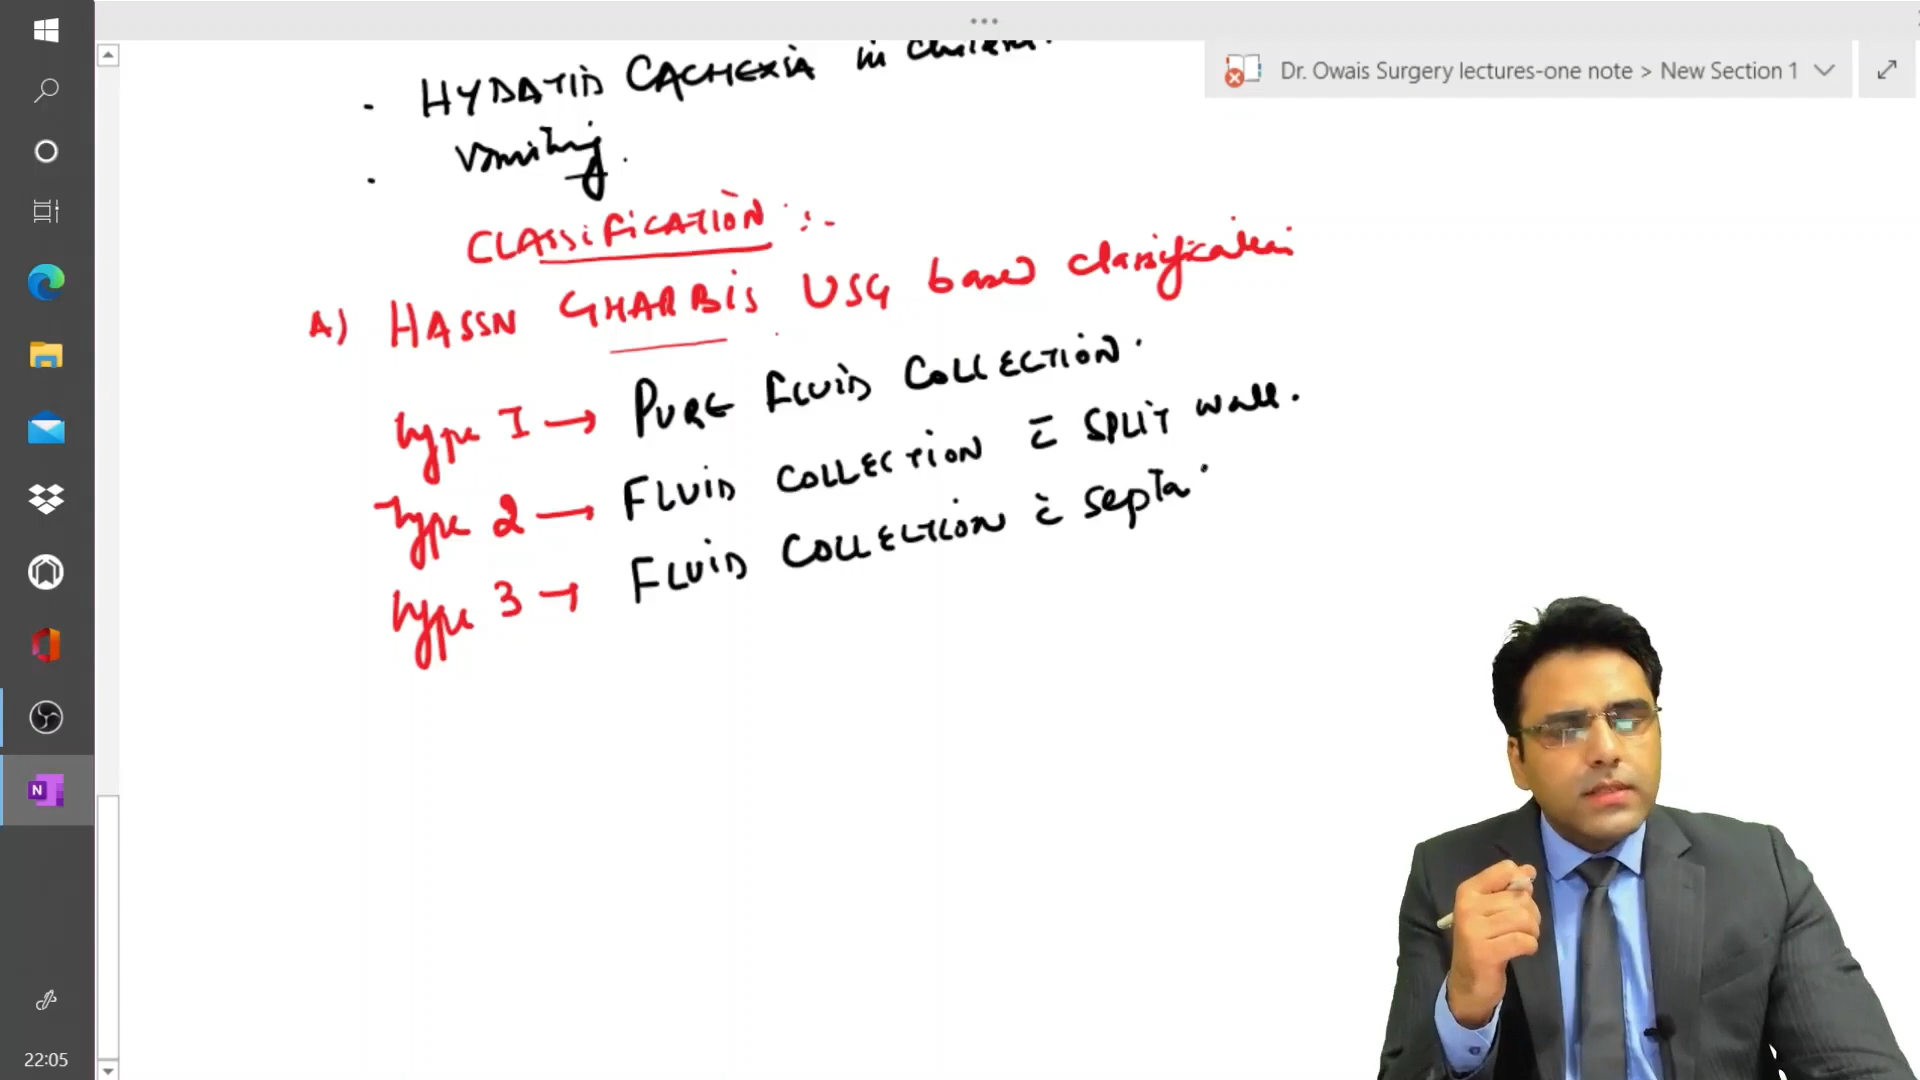 Dr. Owais Surgery lectures-one note > New Section 1
· HYDATID CACHEXIA in
· Vomiting.
CLASSiFiCATiON :-
A) HASSN GHARBiS USG based classification
type I → PURE FLUiD COLLECTiON.
Type 2 → FLUiD COLLECTiON c̄ SPLiT wall.
type 3 → FLUiD COLLECTiON c̄ Septa.
N
22:05